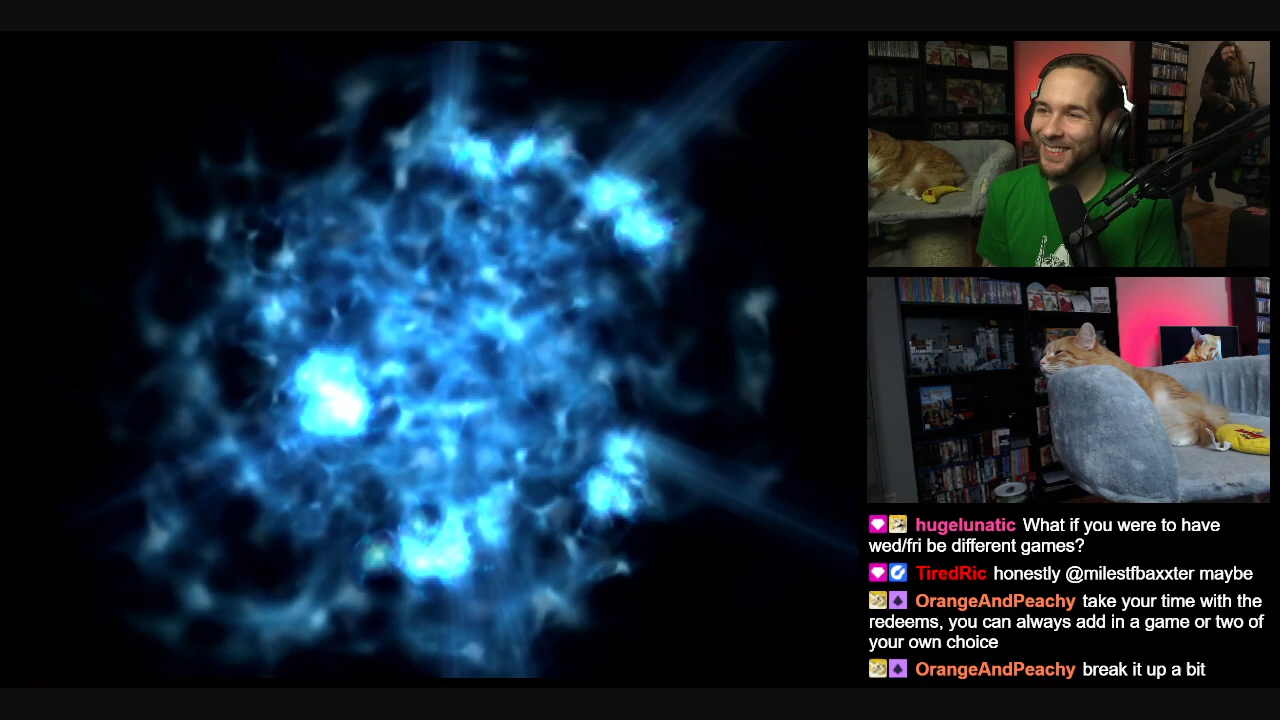 hugelunatic What if you were to have
wed/fri be different games?
TiredRic honestly @milestfbaxxter maybe
OrangeAndPeachy take your time with the
redeems, you can always add in a game or two of
your own choice
OrangeAndPeachy break it up a bit